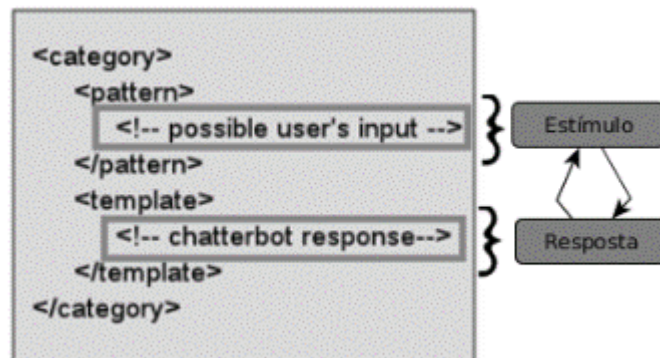 <category>
<pattern>
<!-- possible user's input -->
</pattern>
<template>
<!-- chatterbot response-->
</template>
</category>
Estímulo
Resposta